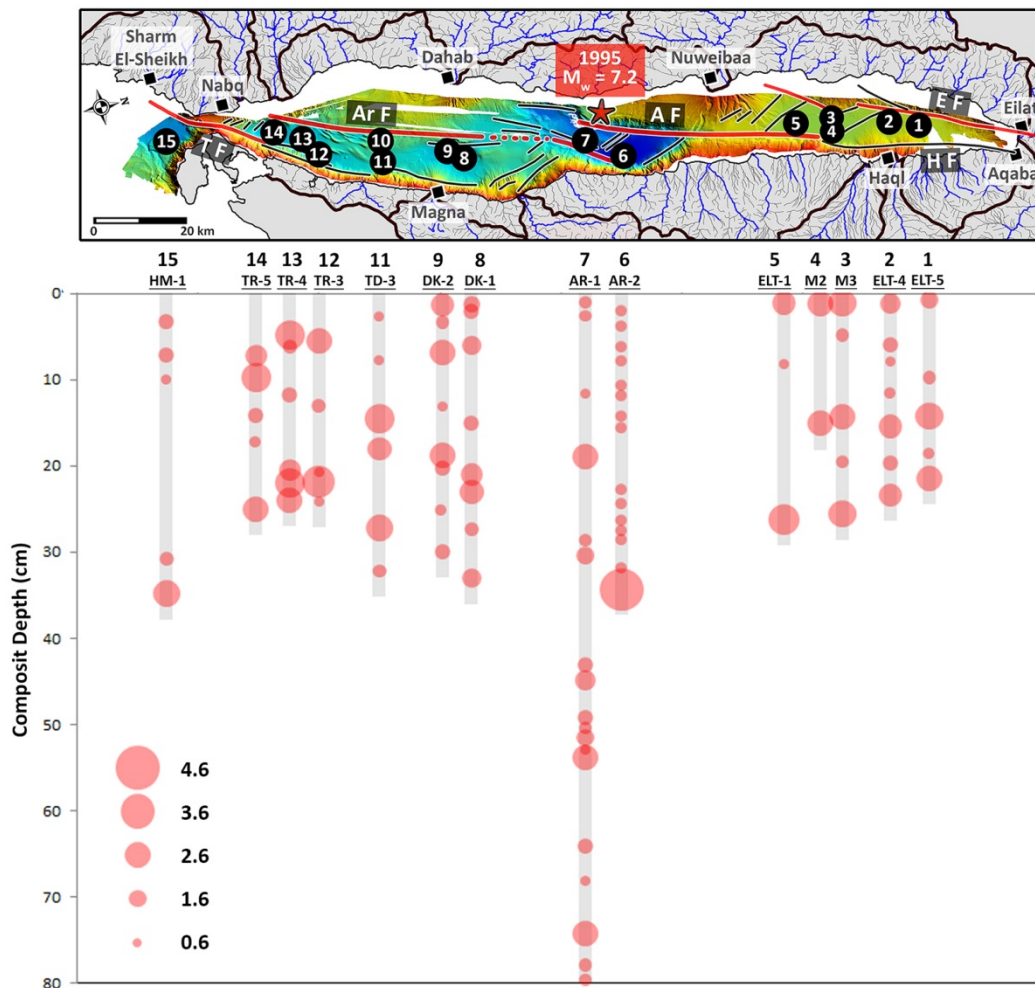 Sharm
El-Sheikh
Nabq
Dahab
1995
Mw = 7.2
Nuweibaa
Eilat
Aqaba
Haql
Magna
N
Ar F
A F
E F
T F
H F
15
14
13
12
10
11
9
8
7
6
5
3
4
2
1
0 20 km
15 14 13 12 11 9 8 7 6 5 4 3 2 1
HM-1 TR-5 TR-4 TR-3 TD-3 DK-2 DK-1 AR-1 AR-2 ELT-1 M2 M3 ELT-4 ELT-5
Composit Depth (cm)
0
10
20
30
40
50
60
70
80
4.6
3.6
2.6
1.6
0.6